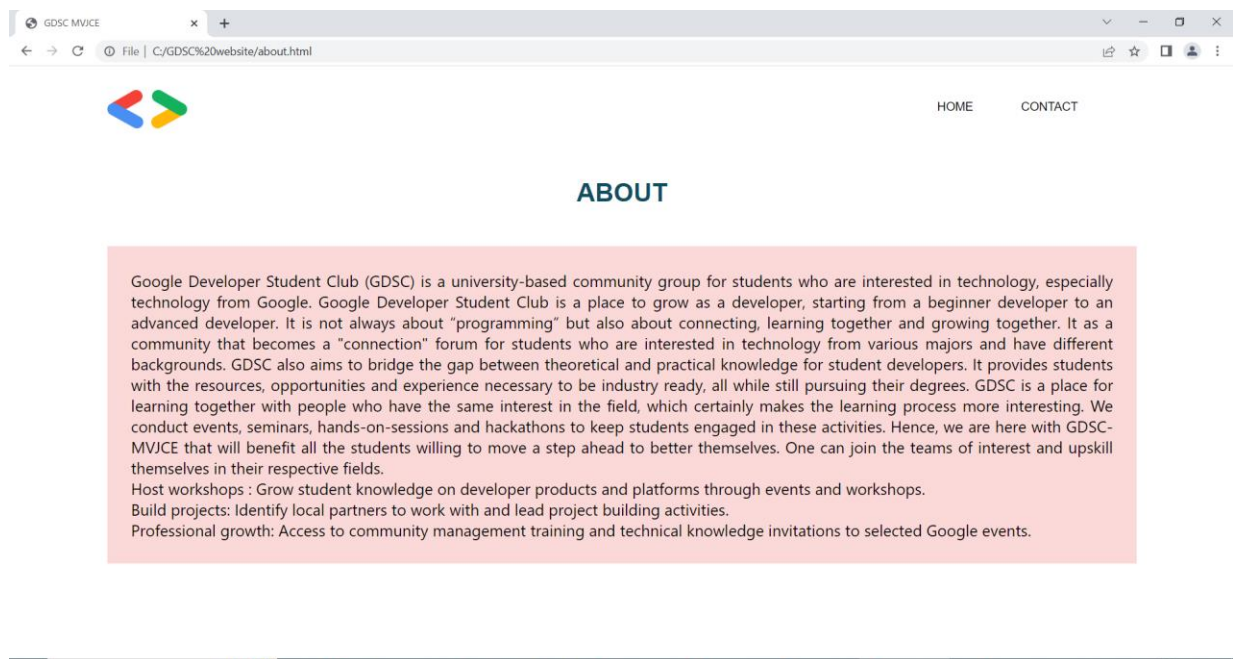 GDSC MVJCE
File | C:/GDSC%20website/about.html
HOME CONTACT
ABOUT
Google Developer Student Club (GDSC) is a university-based community group for students who are interested in technology, especially
technology from Google. Google Developer Student Club is a place to grow as a developer, starting from a beginner developer to an
advanced developer. It is not always about “programming” but also about connecting, learning together and growing together. It as a
community that becomes a "connection" forum for students who are interested in technology from various majors and have different
backgrounds. GDSC also aims to bridge the gap between theoretical and practical knowledge for student developers. It provides students
with the resources, opportunities and experience necessary to be industry ready, all while still pursuing their degrees. GDSC is a place for
learning together with people who have the same interest in the field, which certainly makes the learning process more interesting. We
conduct events, seminars, hands-on-sessions and hackathons to keep students engaged in these activities. Hence, we are here with GDSC-
MVJCE that will benefit all the students willing to move a step ahead to better themselves. One can join the teams of interest and upskill
themselves in their respective fields.
Host workshops : Grow student knowledge on developer products and platforms through events and workshops.
Build projects: Identify local partners to work with and lead project building activities.
Professional growth: Access to community management training and technical knowledge invitations to selected Google events.